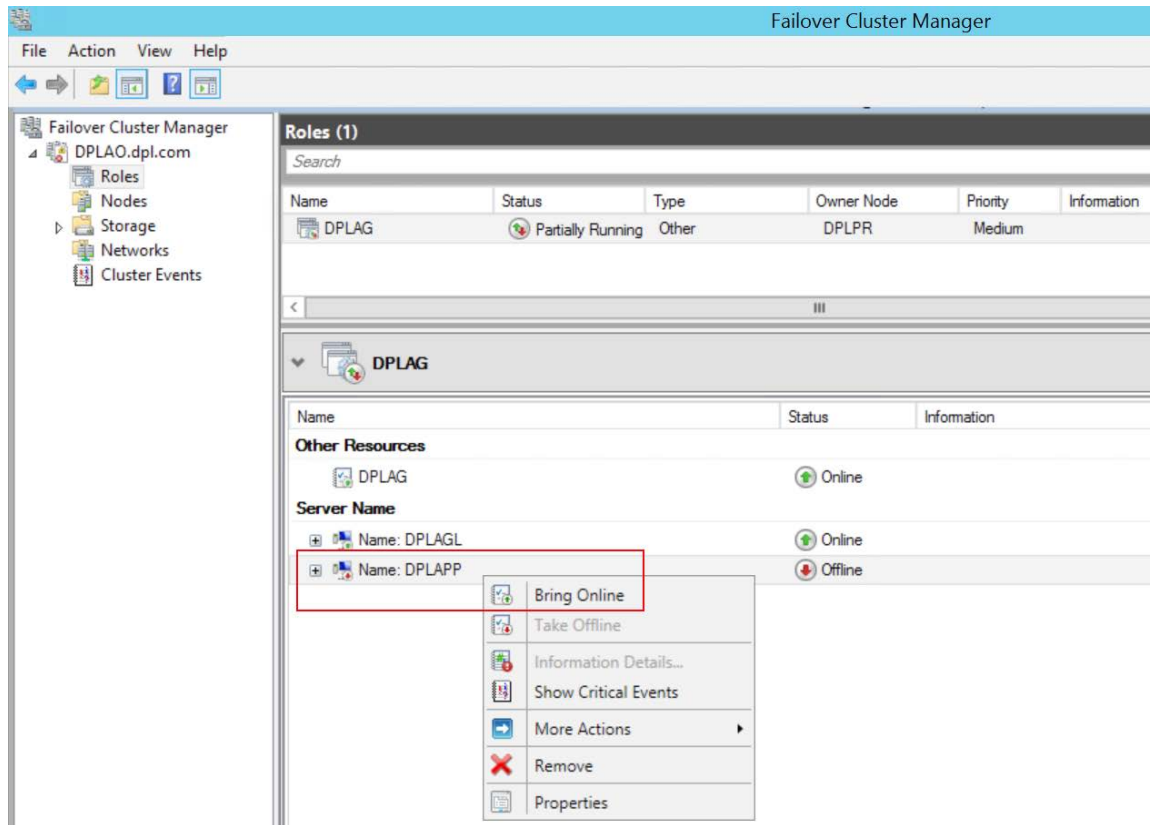 Failover Cluster Manager
File Action View Help
Failover Cluster Manager
DPLAO.dpl.com
Roles
Nodes
Storage
Networks
Cluster Events
Roles (1)
Search
Name Status Type Owner Node Priority Information
DPLAG Partially Running Other DPLPR Medium
DPLAG
Name Status Information
Other Resources
DPLAG Online
Server Name
Name: DPLAGL Online
Name: DPLAPP Offline
Bring Online
Take Offline
Information Details...
Show Critical Events
More Actions
Remove
Properties